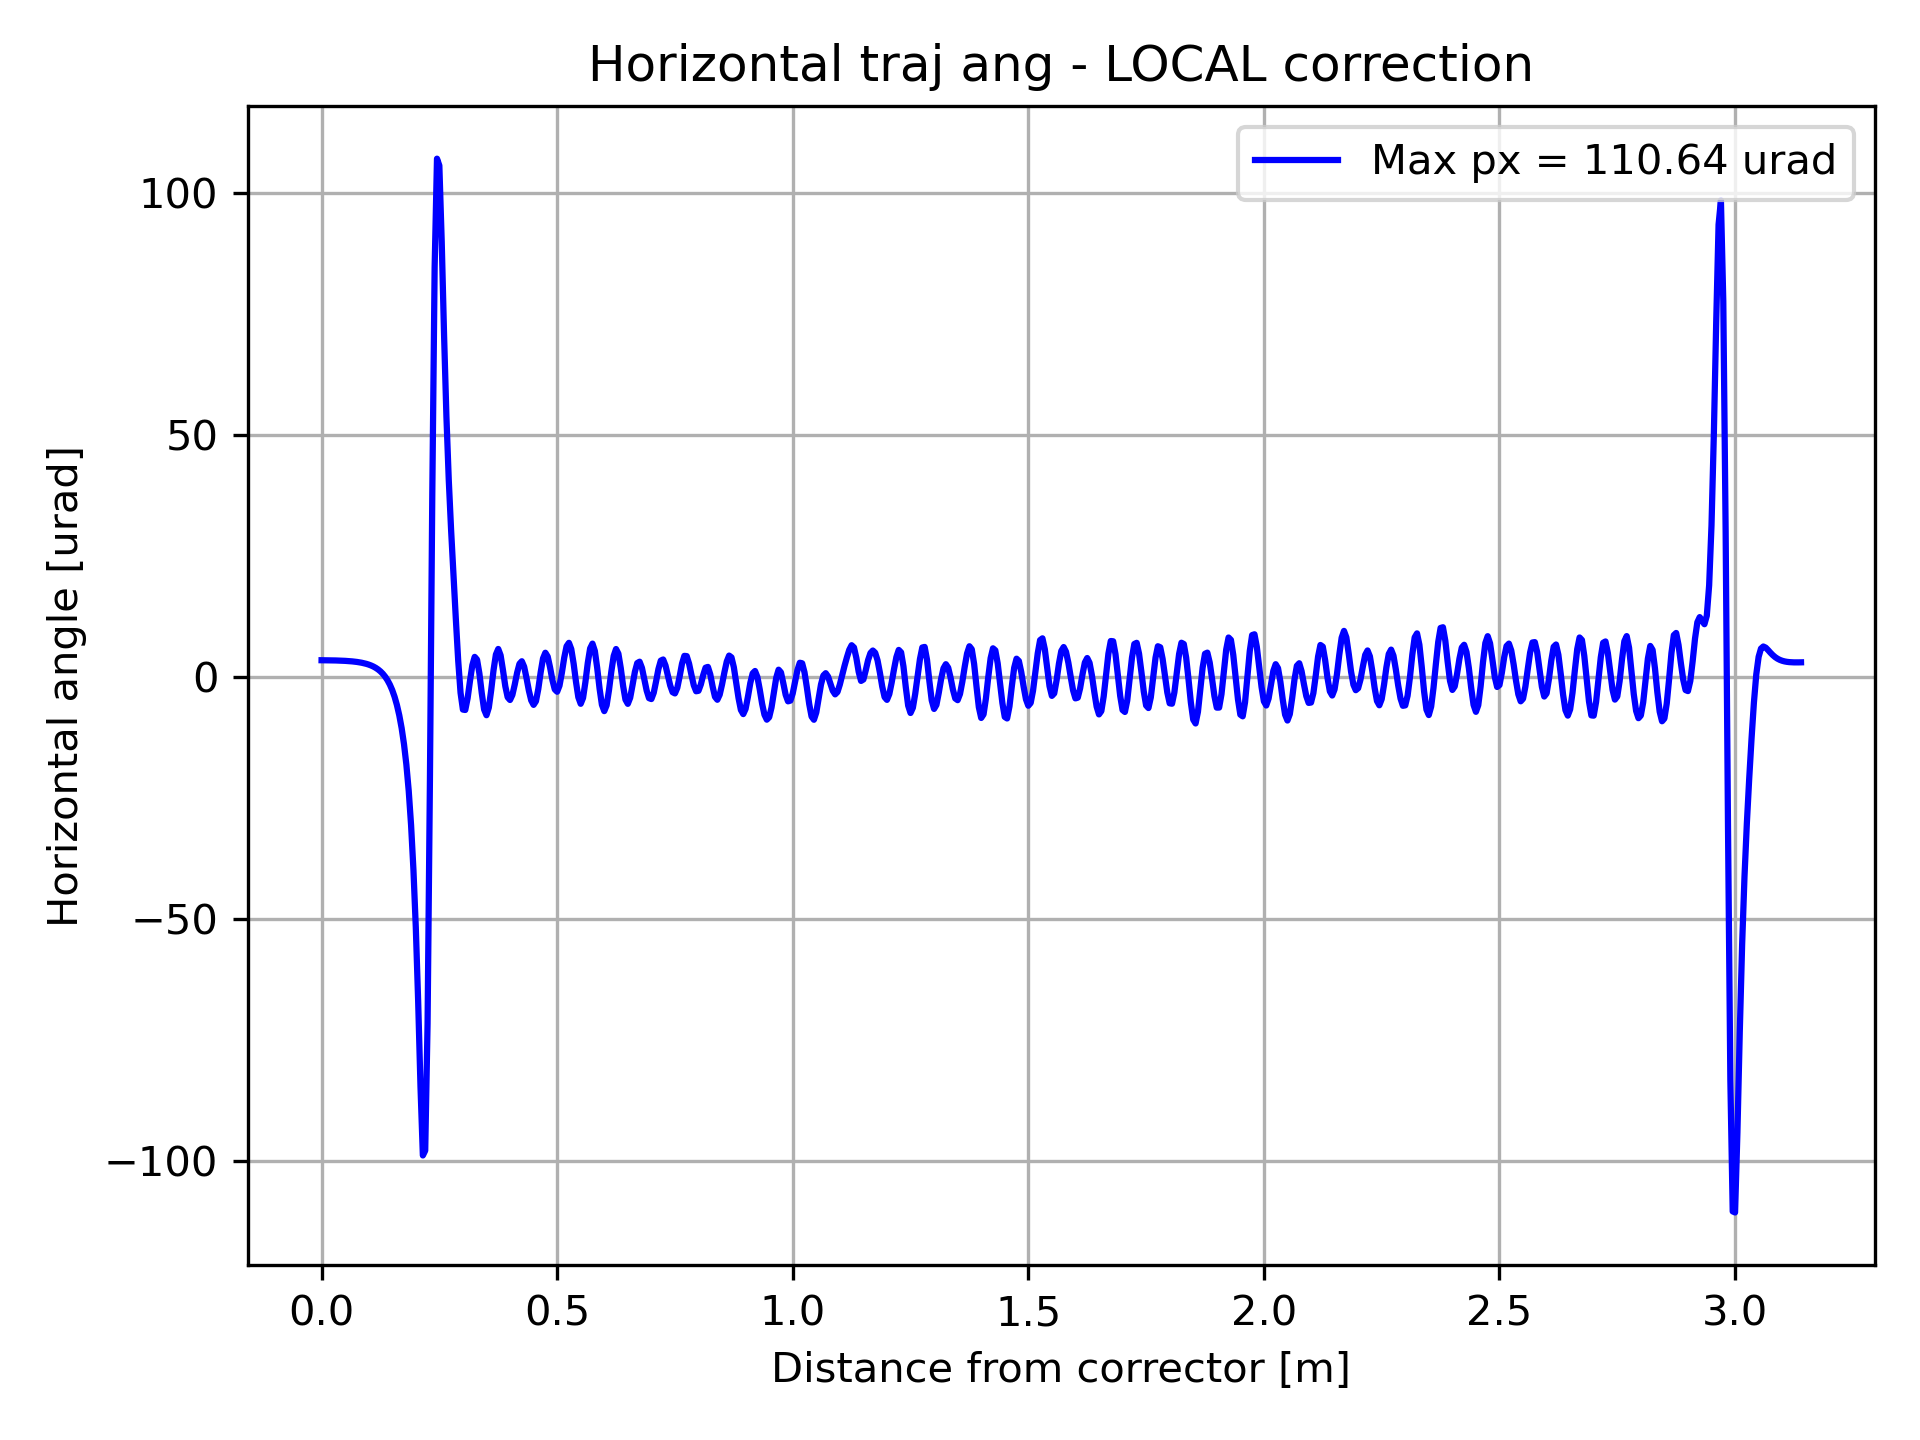 Horizontal traj ang - LOCAL correction
Max px = 110.64 urad
Horizontal angle [urad]
100
50
0
−50
−100
0.0 0.5 1.0 1.5 2.0 2.5 3.0
Distance from corrector [m]